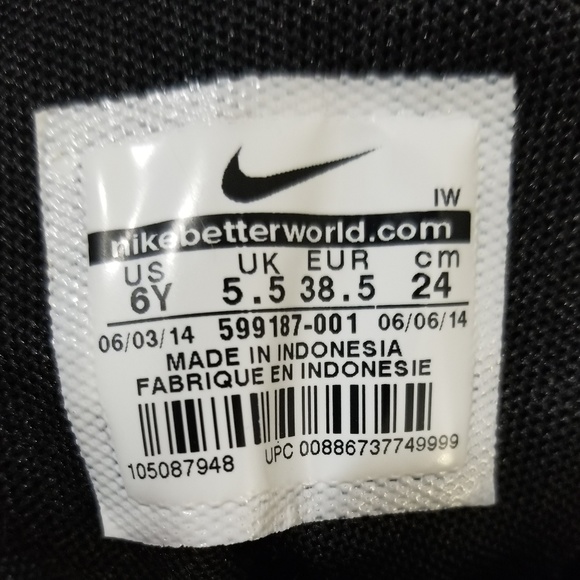 IW
nikebetterworld.com
US UK EUR cm
6Y 5.5 38.5 24
06/03/14 599187-001 06/06/14
MADE IN INDONESIA
FABRIQUE EN INDONESIE
105087948 UPC 00886737749999